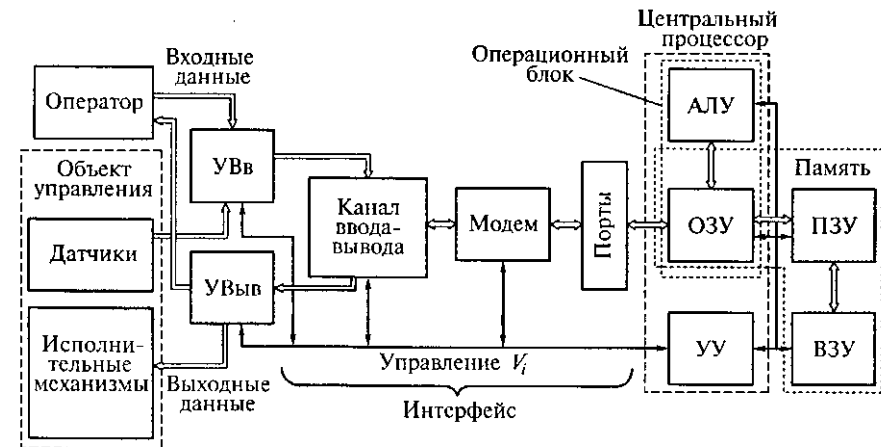 Центральный
процессор
Операционный
блок
Входные
данные
Оператор
АЛУ
Объект
управления
УВв
Память
Канал
ввода-
вывода
Модем
Порты
ОЗУ
ПЗУ
Датчики
УВыв
Исполни-
тельные
механизмы
Выходные
данные
Управление Vi
УУ
ВЗУ
Интерфейс